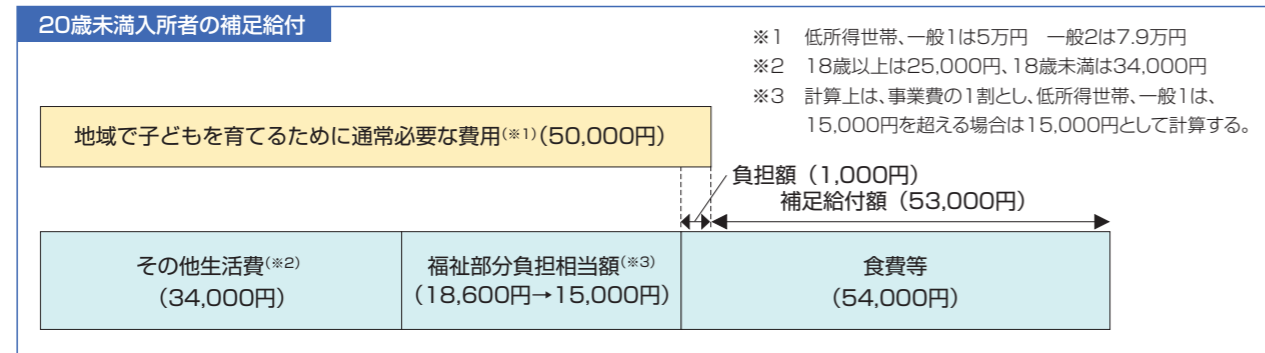 20歳未満入所者の補足給付
※1 低所得世帯、一般1は5万円 一般2は7.9万円
※2 18歳以上は25,000円、18歳未満は34,000円
※3 計算上は、事業費の1割とし、低所得世帯、一般1は、
15,000円を超える場合は15,000円として計算する。
地域で子どもを育てるために通常必要な費用(※1)(50,000円)
負担額(1,000円)
補足給付額(53,000円)
その他生活費(※2)
(34,000円)
福祉部分負担相当額(※3)
(18,600円→15,000円)
食費等
(54,000円)